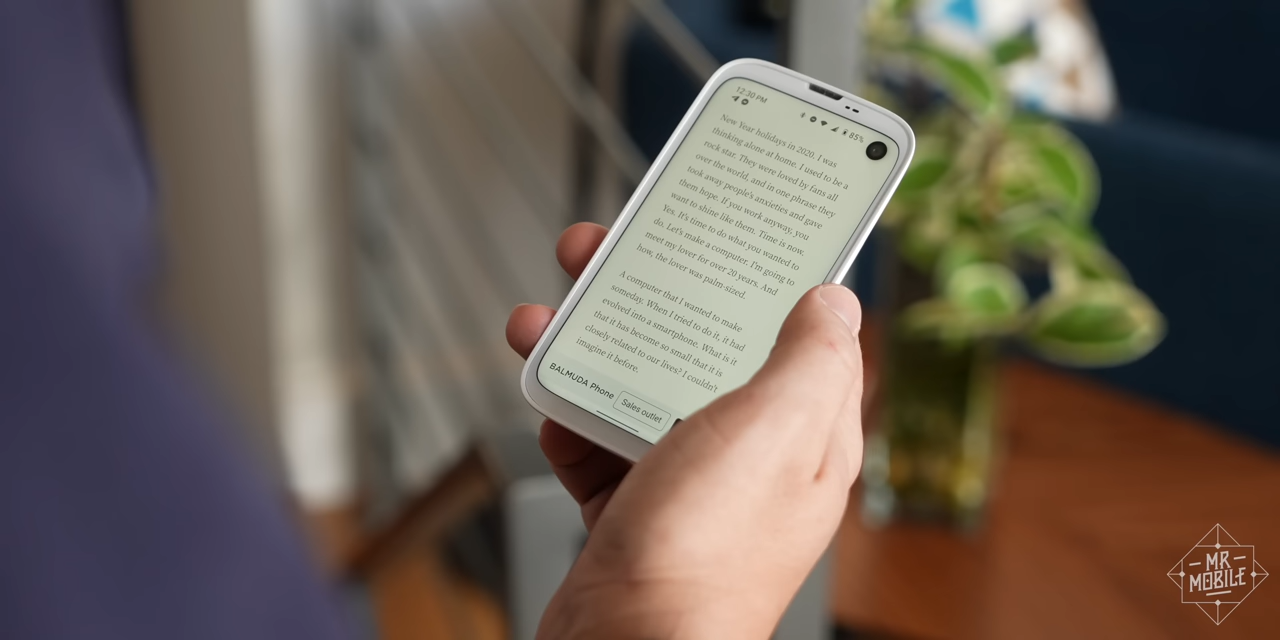 12:30 PM
85%
New Year holidays in 2020. I was
thinking alone at home. I used to be a
rock star. They were loved by fans all
over the world, and in one phrase they
took away people's anxieties and gave
them hope. If you work anyway, you
want to shine like them. Time is now.
Yes. It's time to do what you wanted to
do. Let's make a computer. I'm going to
meet my lover for over 20 years. And
how, the lover was palm-sized.
A computer that I wanted to make
someday. When I tried to do it, it had
evolved into a smartphone. What is it
that it has become so small that it is
closely related to our lives? I couldn't
imagine it before.
BALMUDA Phone
Sales outlet
MR
MOBILE